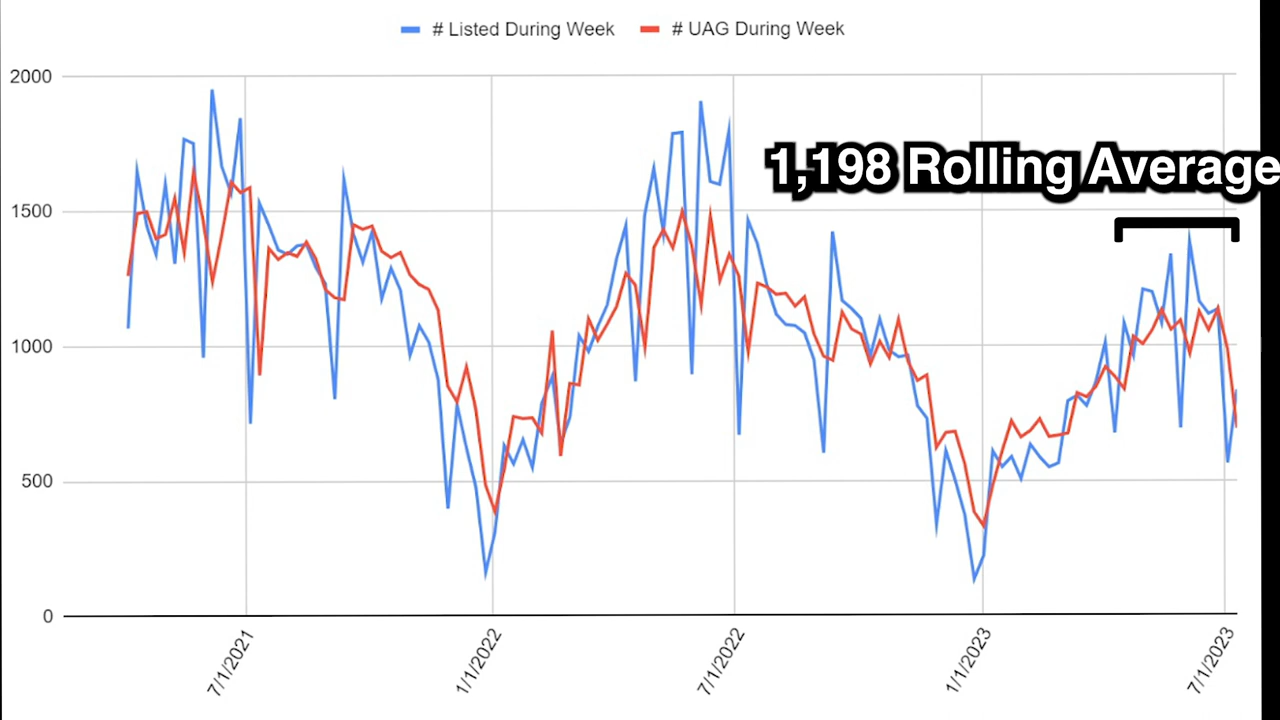 # Listed During Week # UAG During Week
2000
1,198 Rolling Average
1500
1000
500
0
7/1/2021 1/1/2022 7/1/2022 1/1/2023 7/1/2023